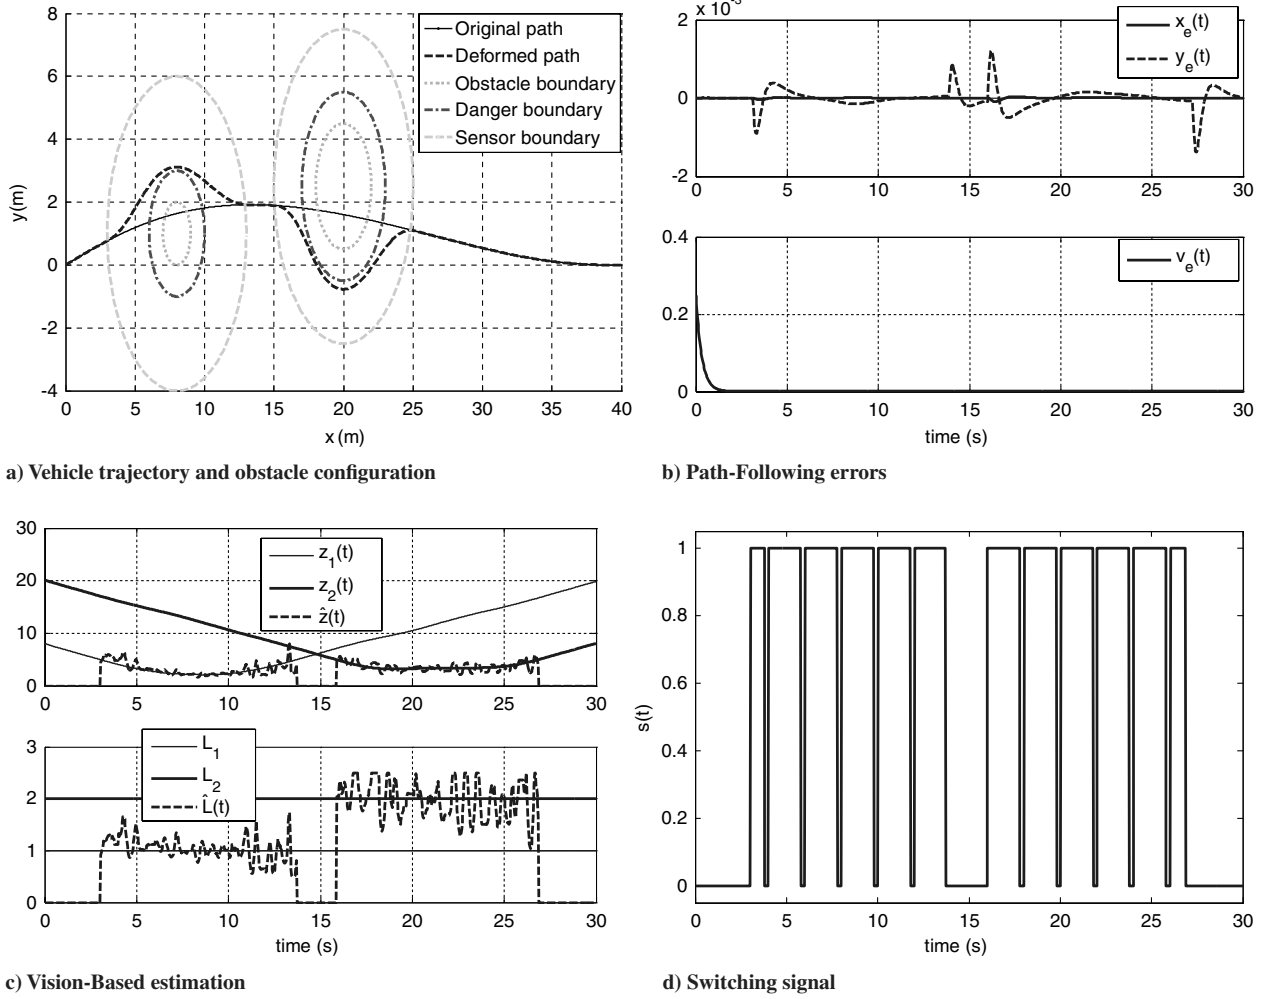 8
6
4
2
0
-2
-4
0 5 10 15 20 25 30 35 40
y(m)
x(m)
Original path
Deformed path
Obstacle boundary
Danger boundary
Sensor boundary
a) Vehicle trajectory and obstacle configuration
2
0
-2
0 5 10 15 20 25 30
x_e(t)
y_e(t)
0.4
0.2
0
0 5 10 15 20 25 30
v_e(t)
time (s)
b) Path-Following errors
30
20
10
0
0 5 10 15 20 25 30
z_1(t)
z_2(t)
ẑ(t)
3
2
1
0
0 5 10 15 20 25 30
L_1
L_2
L̂(t)
time (s)
c) Vision-Based estimation
1
0.8
0.6
0.4
0.2
0
0 5 10 15 20 25 30
s(t)
time (s)
d) Switching signal